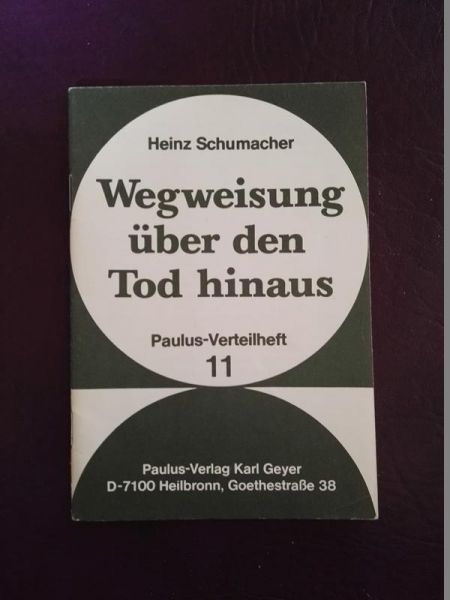 Heinz Schumacher
Wegweisung
über den
Tod hinaus
Paulus-Verteilheft
11
Paulus-Verlag Karl Geyer
D-7100 Heilbronn, Goethestraße 38